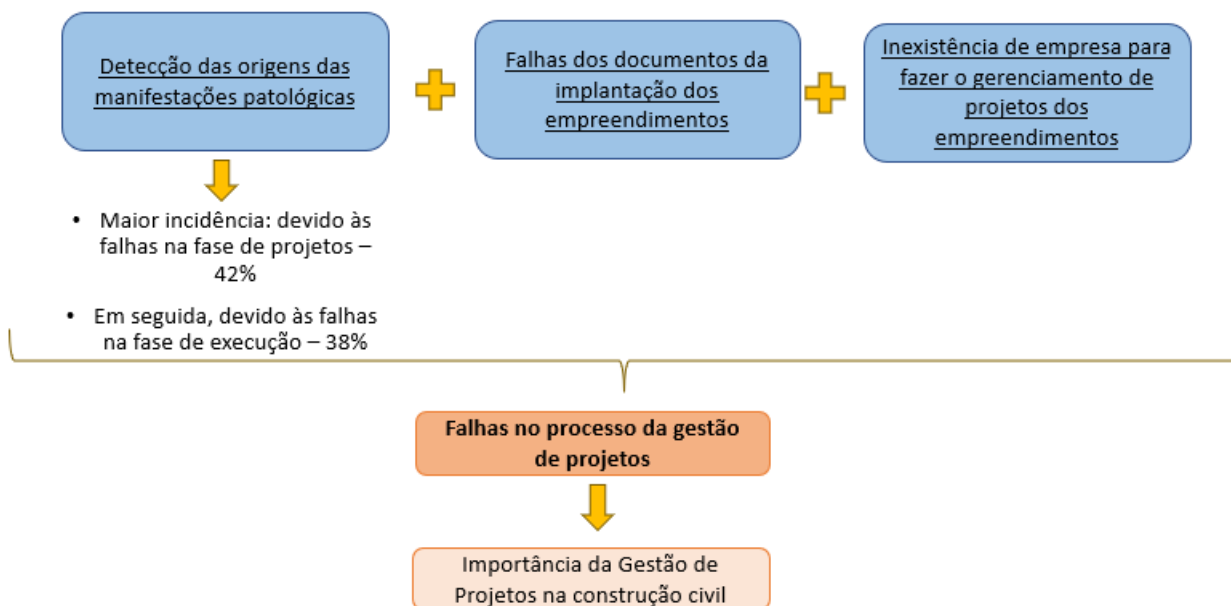 Detecção das origens das
manifestações patológicas
Falhas dos documentos da
implantação dos
empreendimentos
Inexistência de empresa para
fazer o gerenciamento de
projetos dos
empreendimentos
• Maior incidência: devido às
falhas na fase de projetos –
42%
• Em seguida, devido às falhas
na fase de execução – 38%
Falhas no processo da gestão
de projetos
Importância da Gestão de
Projetos na construção civil